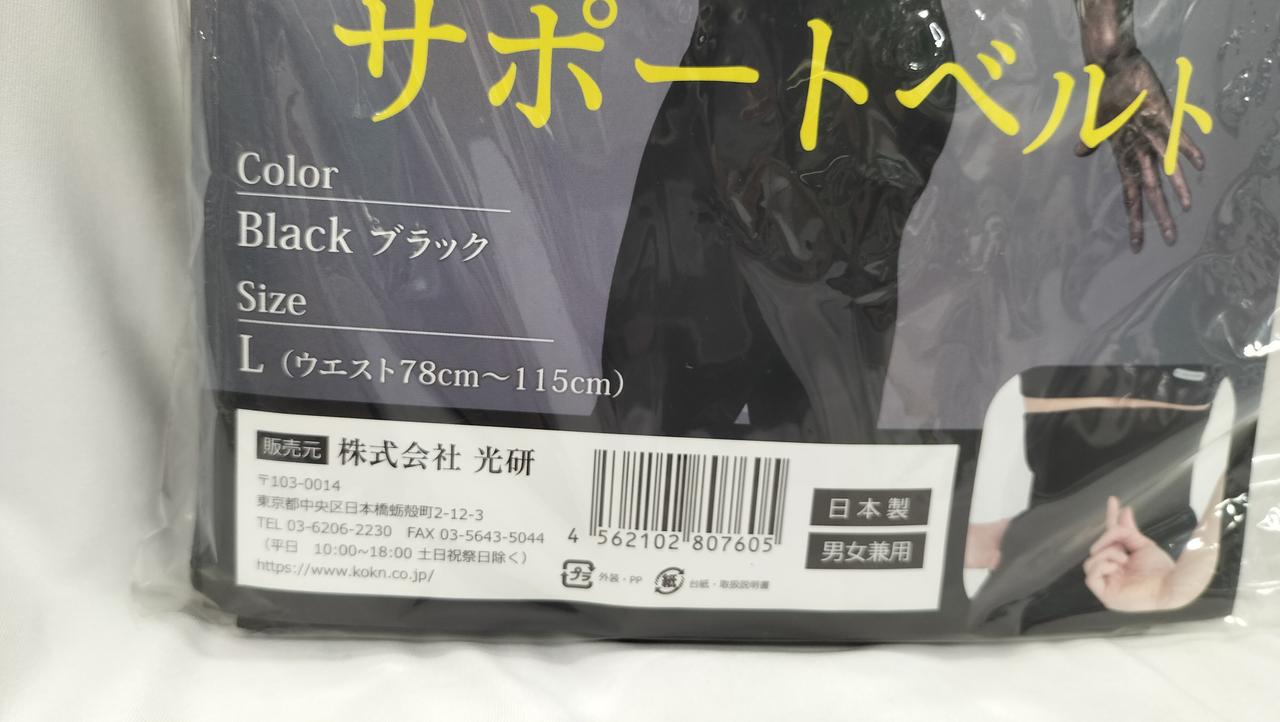 サポートベルト
Color
Black ブラック
Size
L（ウエスト78cm～115cm）
販売元 株式会社 光研
〒103-0014
東京都中央区日本橋蛎殻町2-12-3
TEL 03-6206-2230 FAX 03-5643-5044
（平日 10:00~18:00 土日祝祭日除く）
https://www.kokn.co.jp/
4 562102 807605
プラ 外装・PP 紙 台紙・取扱説明書
日本製
男女兼用